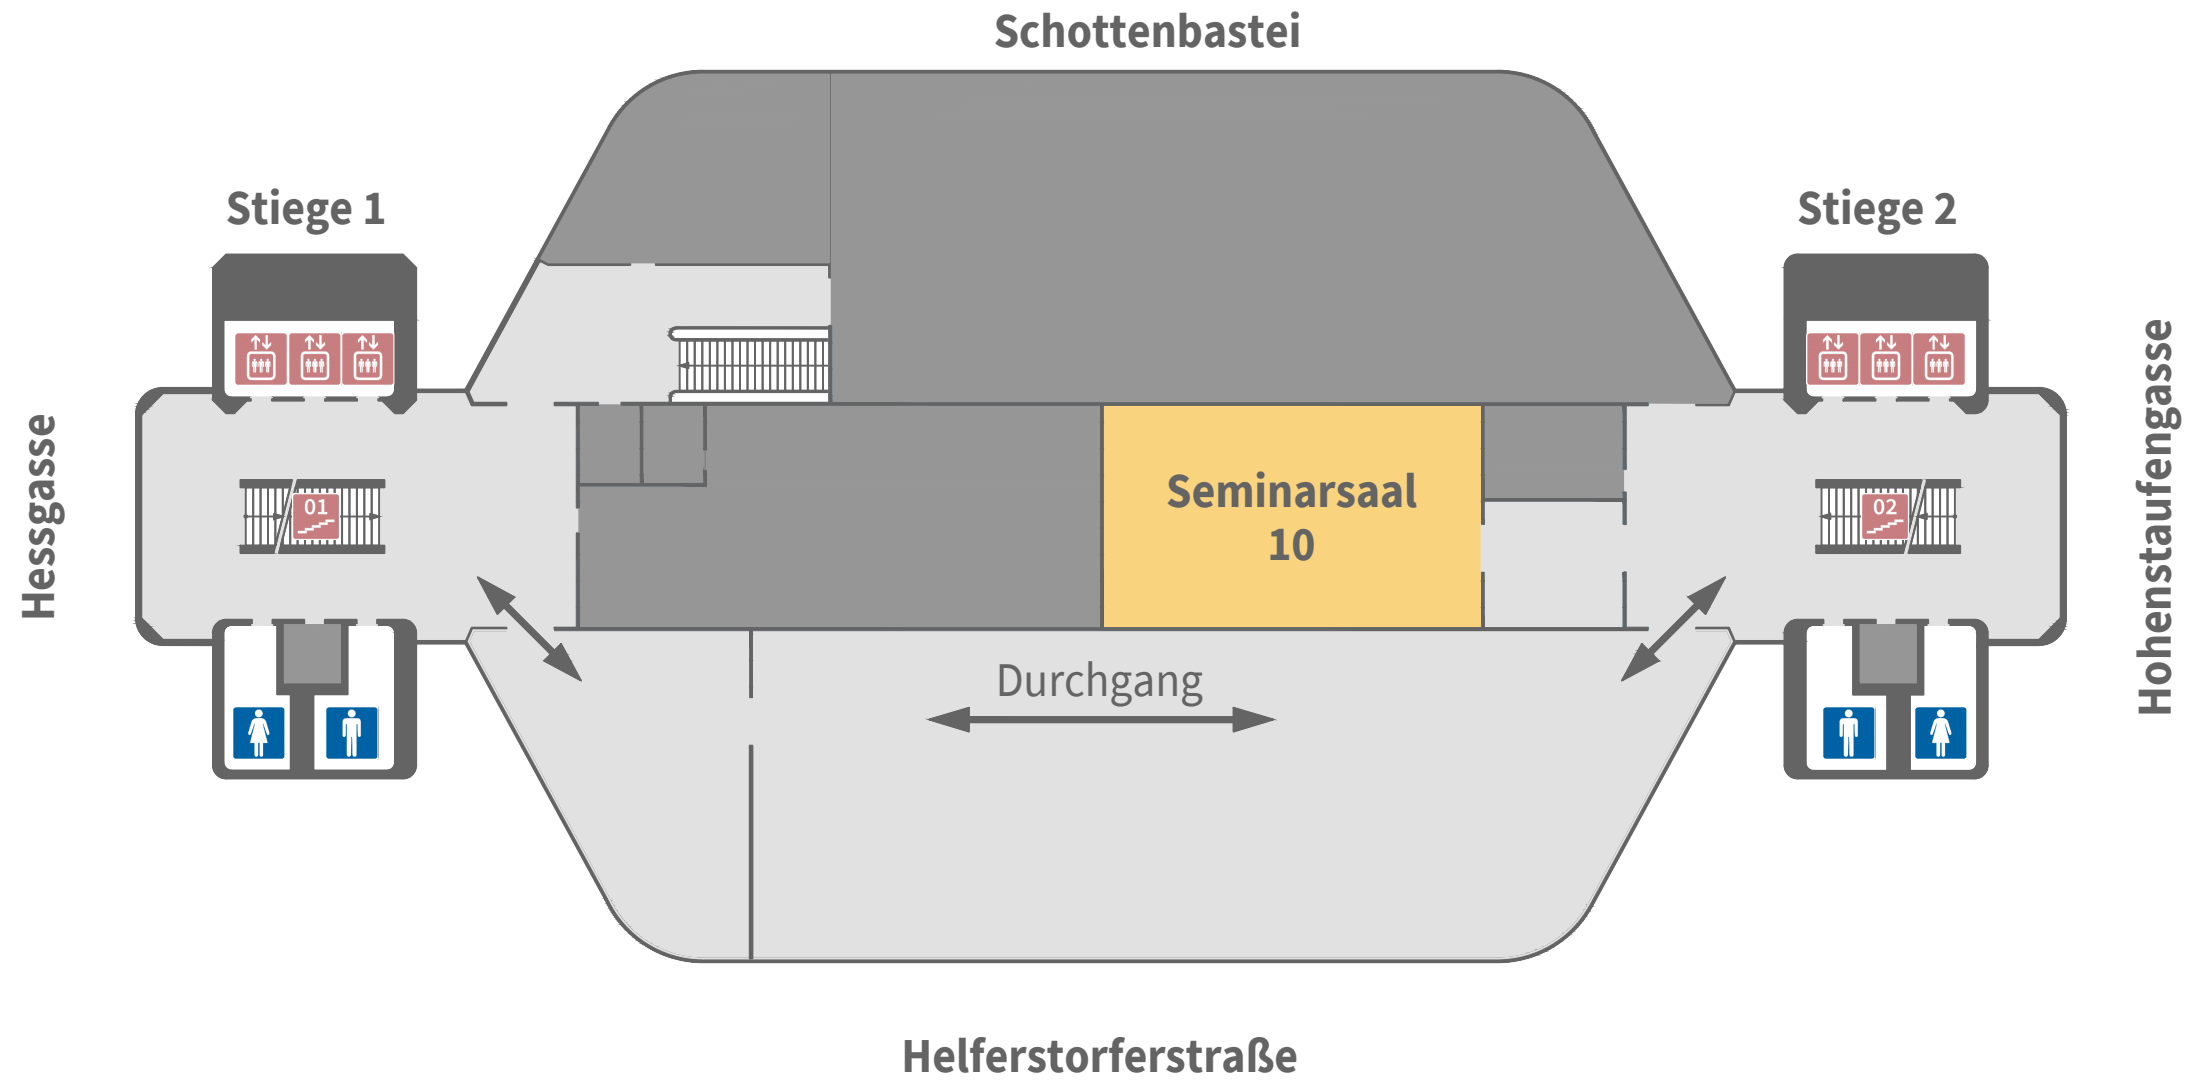 Schottenbastei
Stiege 1
Stiege 2
Hessgasse
01
Seminarsaal
10
02
Hohenstaufengasse
Durchgang
Helferstorferstraße